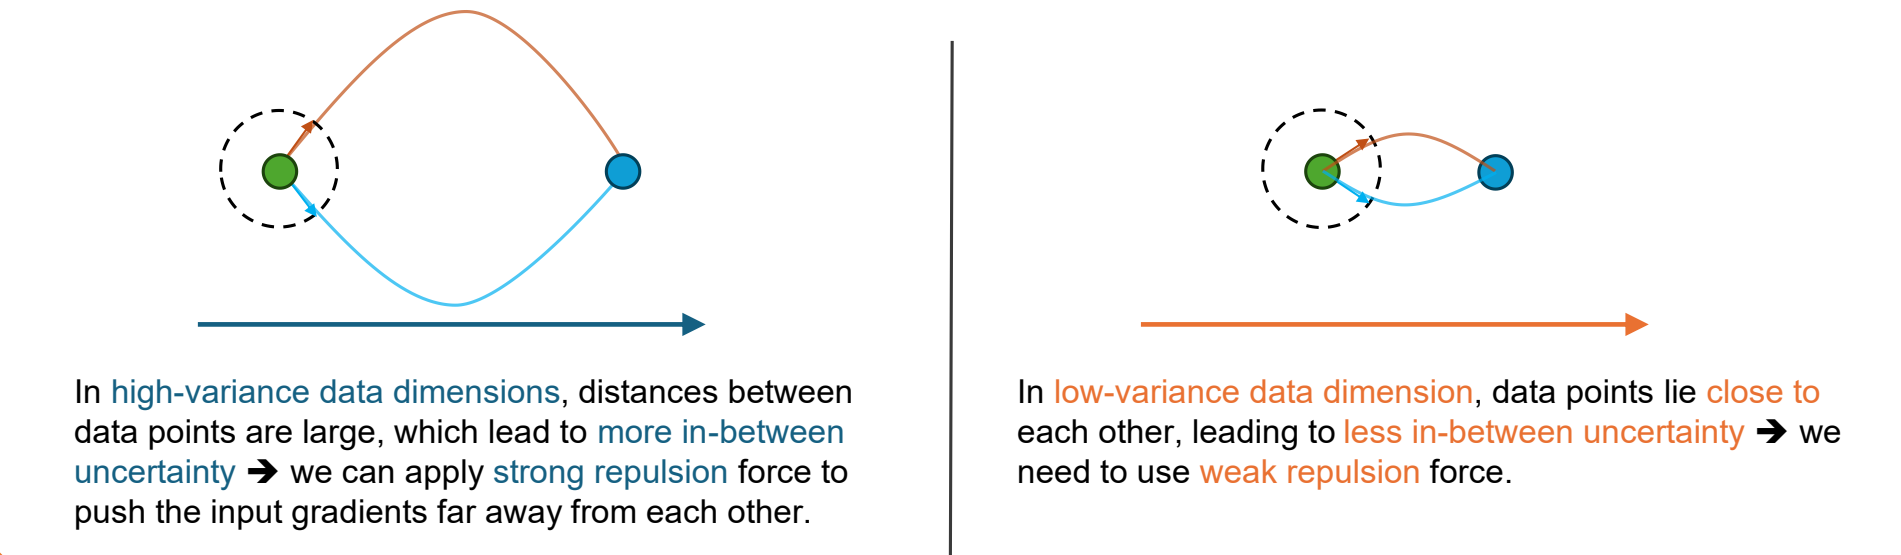 In high-variance data dimensions, distances between
data points are large, which lead to more in-between
uncertainty ➔ we can apply strong repulsion force to
push the input gradients far away from each other.
In low-variance data dimension, data points lie close to
each other, leading to less in-between uncertainty ➔ we
need to use weak repulsion force.